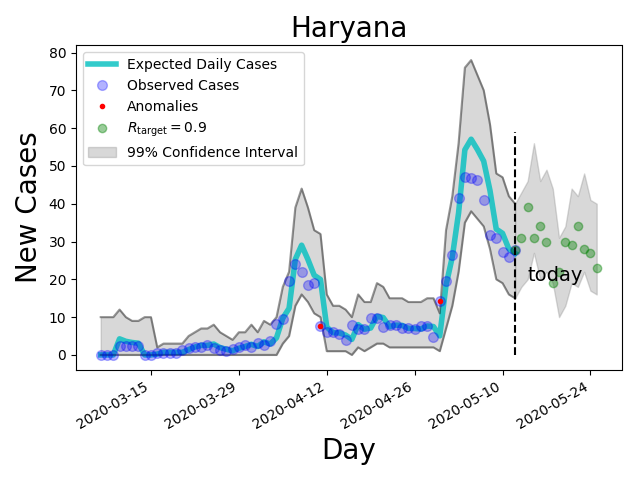 Haryana
80
70
60
50
40
30
20
10
0
New Cases
Expected Daily Cases
Observed Cases
Anomalies
R_target = 0.9
99% Confidence Interval
today
2020-03-15
2020-03-29
2020-04-12
2020-04-26
2020-05-10
2020-05-24
Day